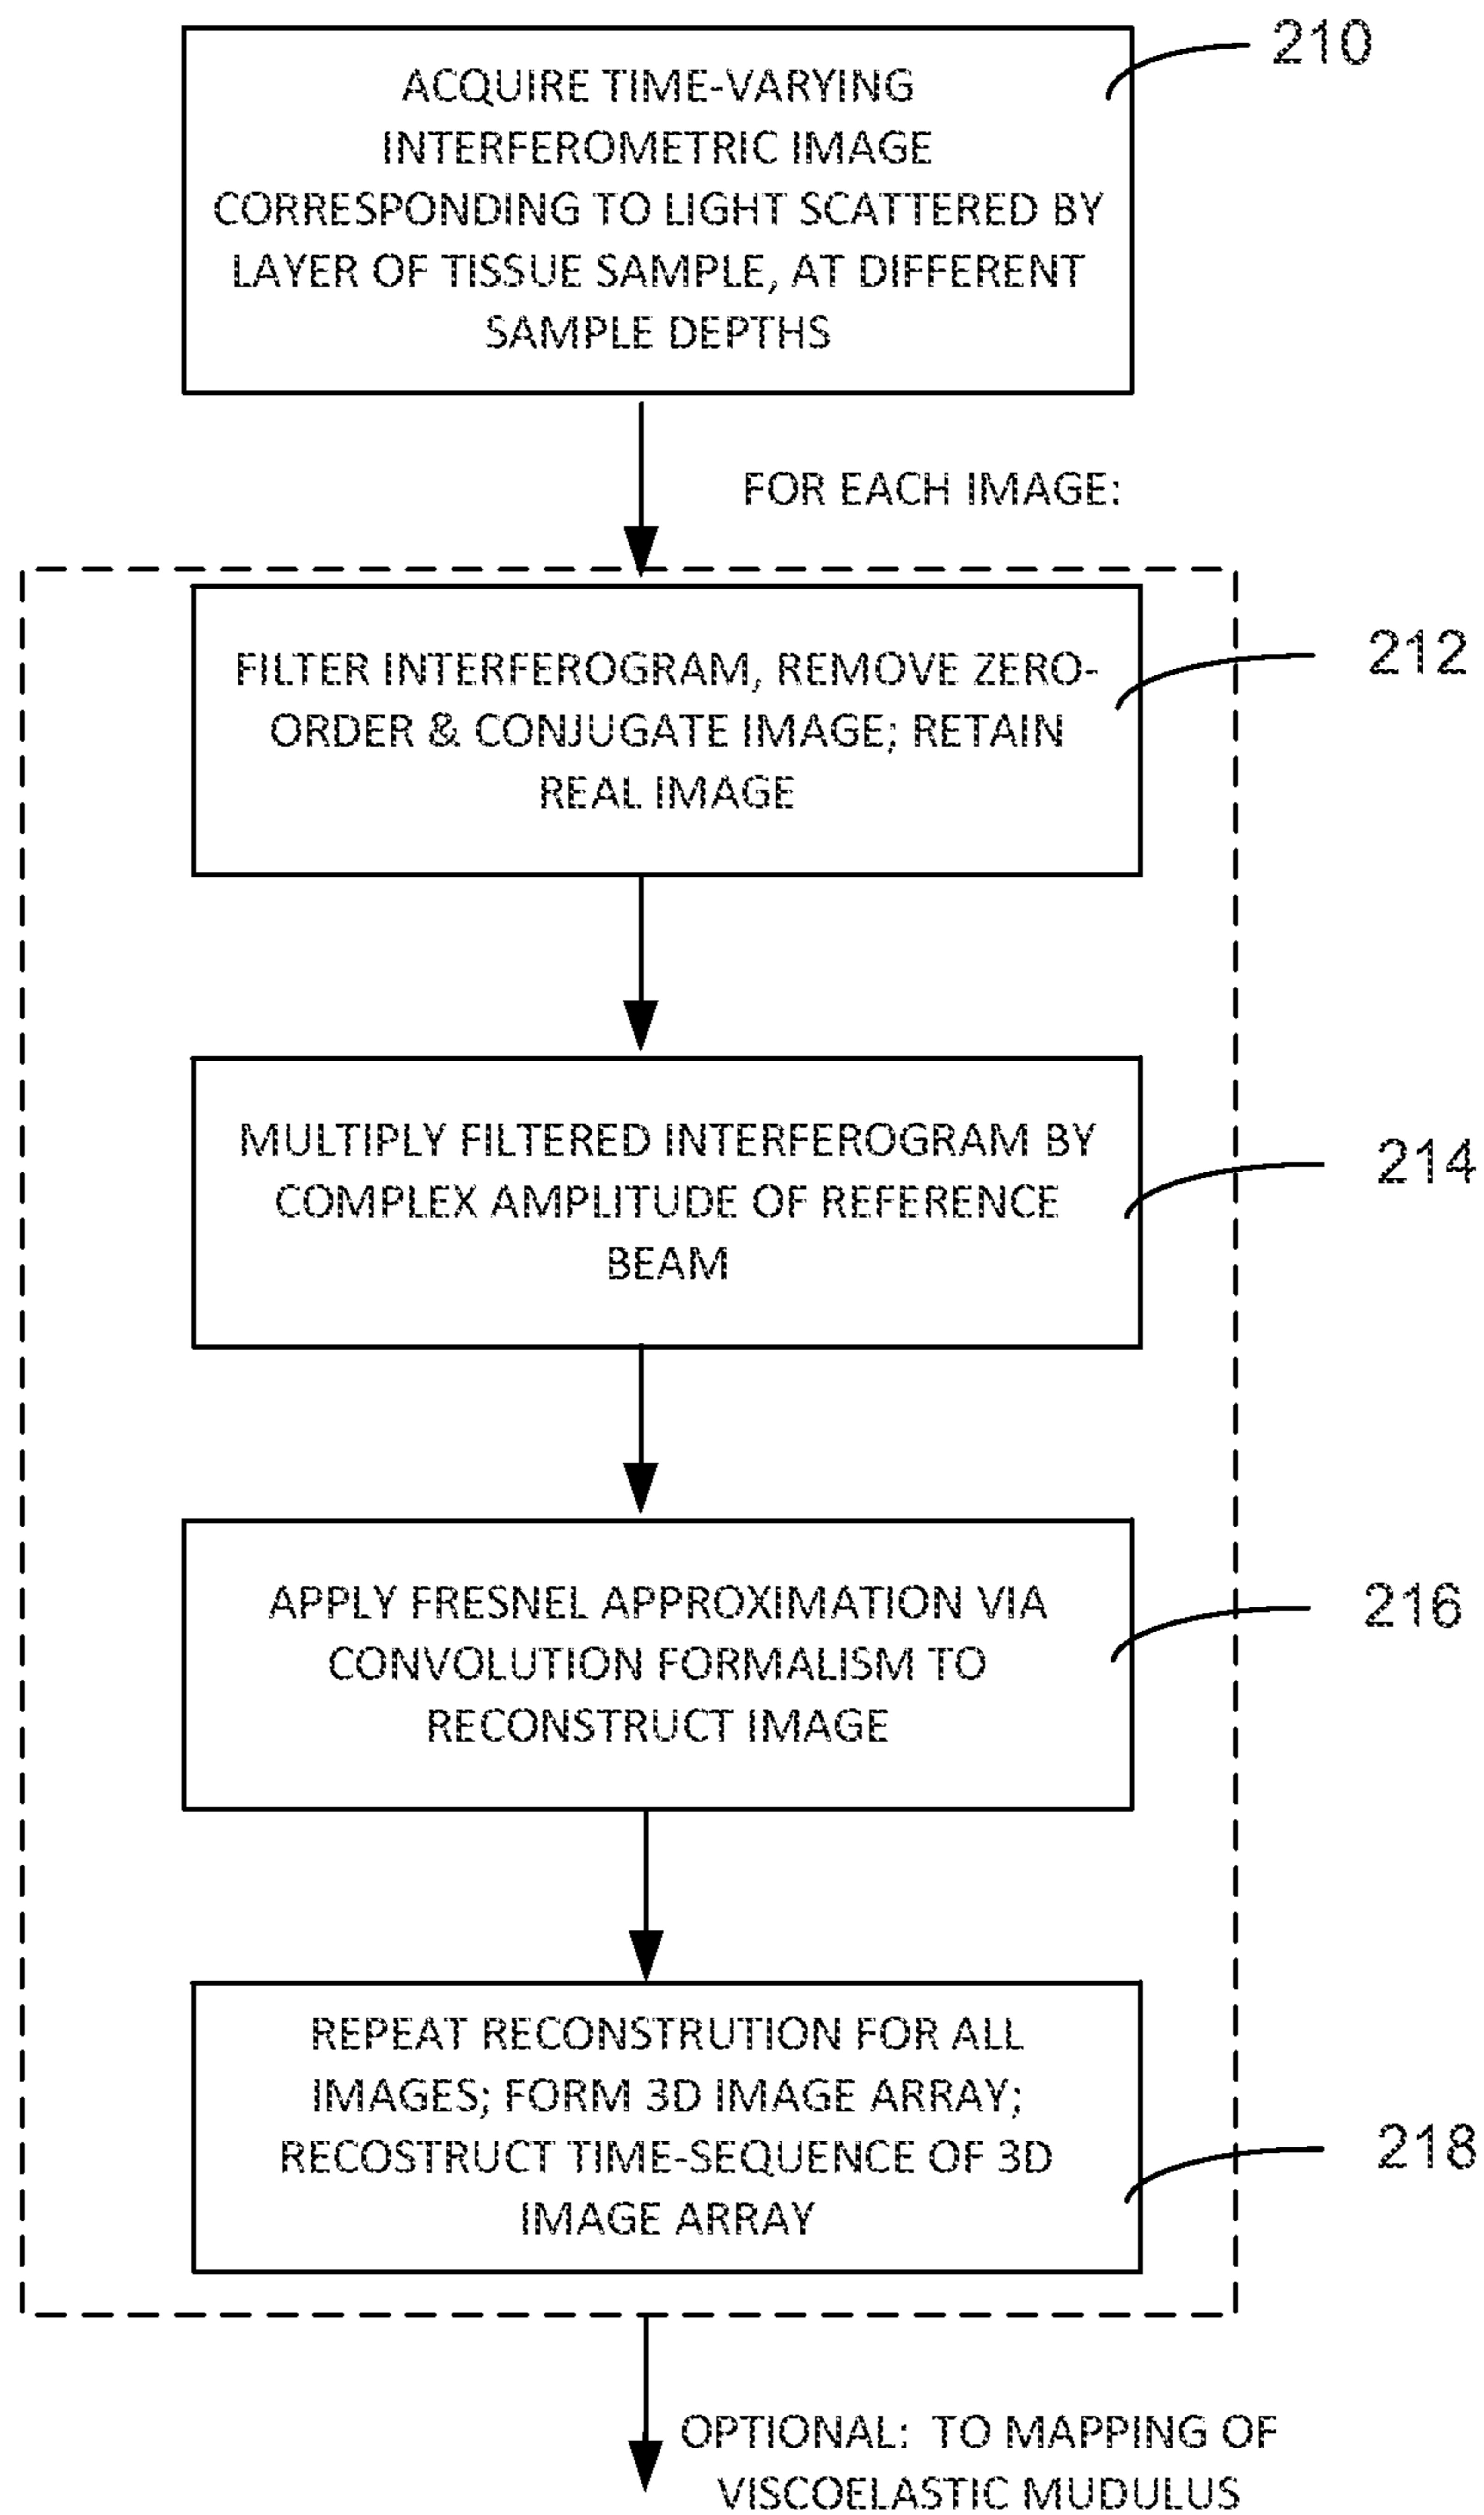 210
ACQUIRE TIME-VARYING
INTERFEROMETRIC IMAGE
CORRESPONDING TO LIGHT SCATTERED BY
LAYER OF TISSUE SAMPLE, AT DIFFERENT
SAMPLE DEPTHS
FOR EACH IMAGE:
212
FILTER INTERFEROGRAM, REMOVE ZERO-
ORDER & CONJUGATE IMAGE; RETAIN
REAL IMAGE
214
MULTIPLY FILTERED INTERFEROGRAM BY
COMPLEX AMPLITUDE OF REFERENCE
BEAM
216
APPLY FRESNEL APPROXIMATION VIA
CONVOLUTION FORMALISM TO
RECONSTRUCT IMAGE
218
REPEAT RECONSTRUTION FOR ALL
IMAGES; FORM 3D IMAGE ARRAY;
RECOSTRUCT TIME-SEQUENCE OF 3D
IMAGE ARRAY
OPTIONAL: TO MAPPING OF
VISCOELASTIC MUDULUS